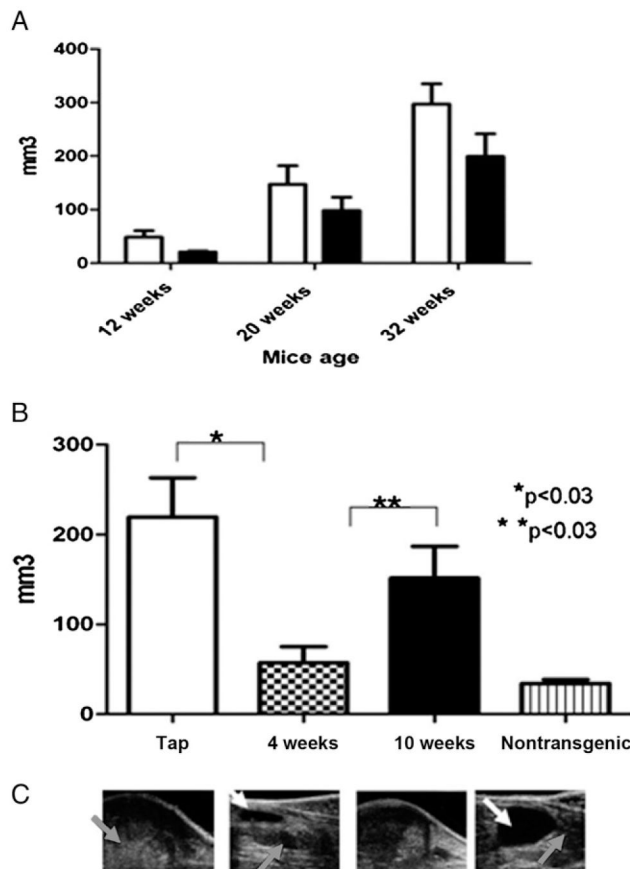 A
400
300
200
100
0
mm3
12 weeks
20 weeks
32 weeks
Mice age
B
300
200
100
0
mm3
*
**
*p<0.03
* *p<0.03
Tap
4 weeks
10 weeks
Nontransgenic
C